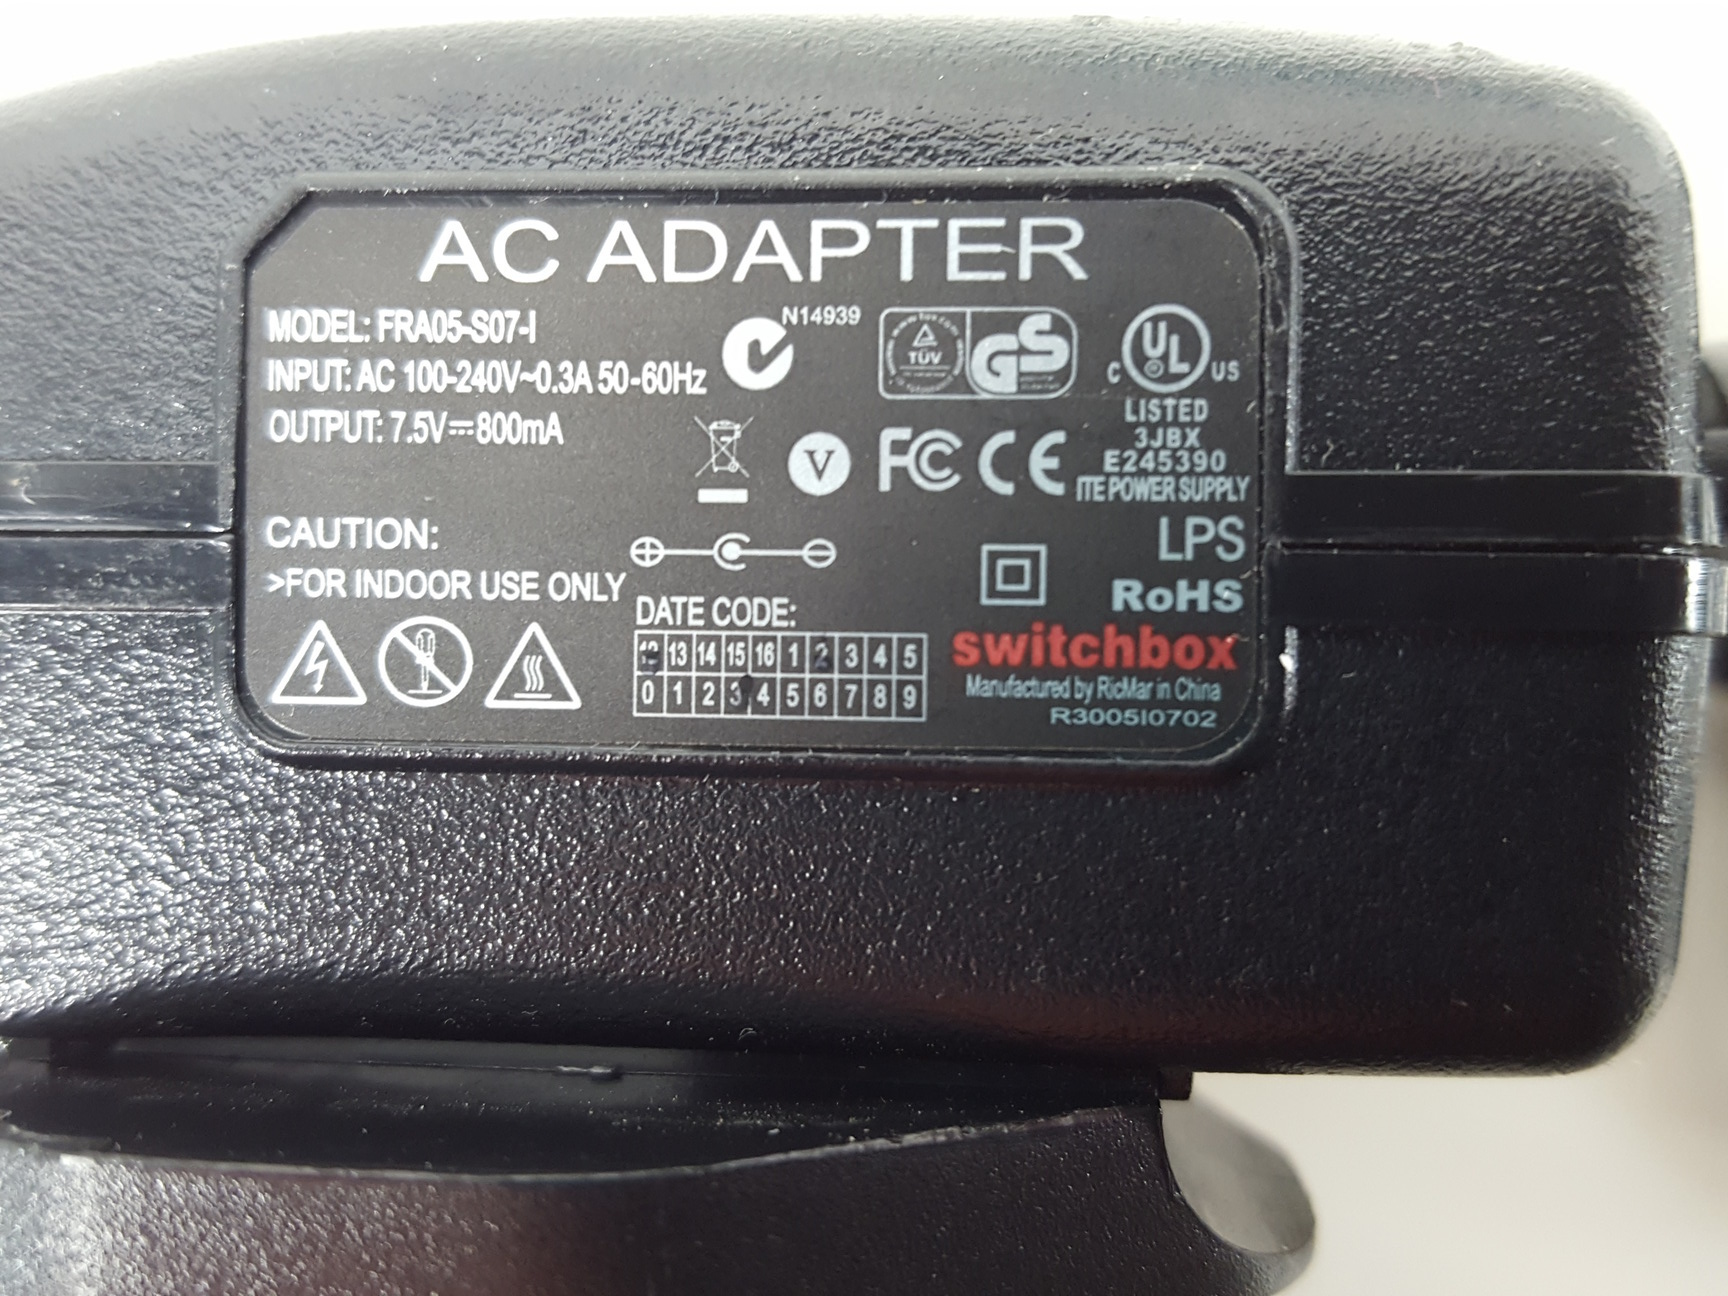 AC ADAPTER
MODEL: FRA05-S07-I
INPUT: AC 100-240V~0.3A 50-60Hz
OUTPUT: 7.5V⎓800mA
N14939
TÜV
GS
C UL US
LISTED
3JBX
E245390
ITE POWER SUPPLY
V
FC CE
LPS
RoHS
CAUTION:
>FOR INDOOR USE ONLY
DATE CODE:
12 13 14 15 16 1 2 3 4 5
0 1 2 3 4 5 6 7 8 9
switchbox
Manufactured by RicMar in China
R3005I0702